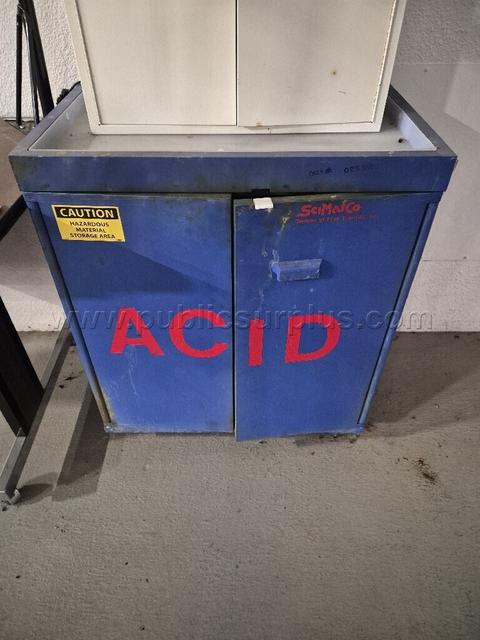 CAUTION
HAZARDOUS
MATERIAL
STORAGE AREA
SciMatCo
ACID
www.publicsurplus.com